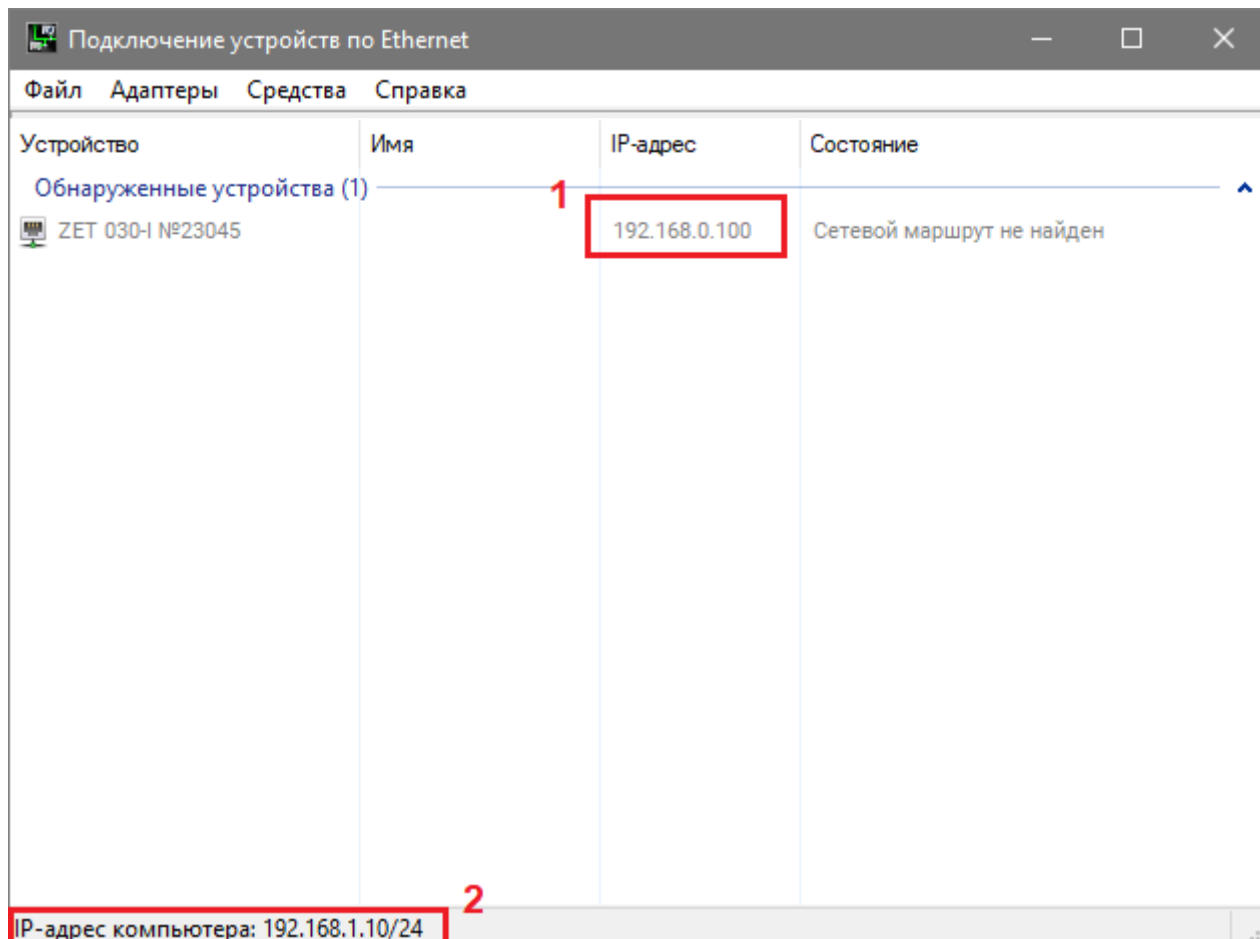 Подключение устройств по Ethernet
Файл Адаптеры Средства Справка
Устройство Имя IP-адрес Состояние
Обнаруженные устройства (1)
1
ZET 030-I №23045 192.168.0.100 Сетевой маршрут не найден
2
IP-адрес компьютера: 192.168.1.10/24